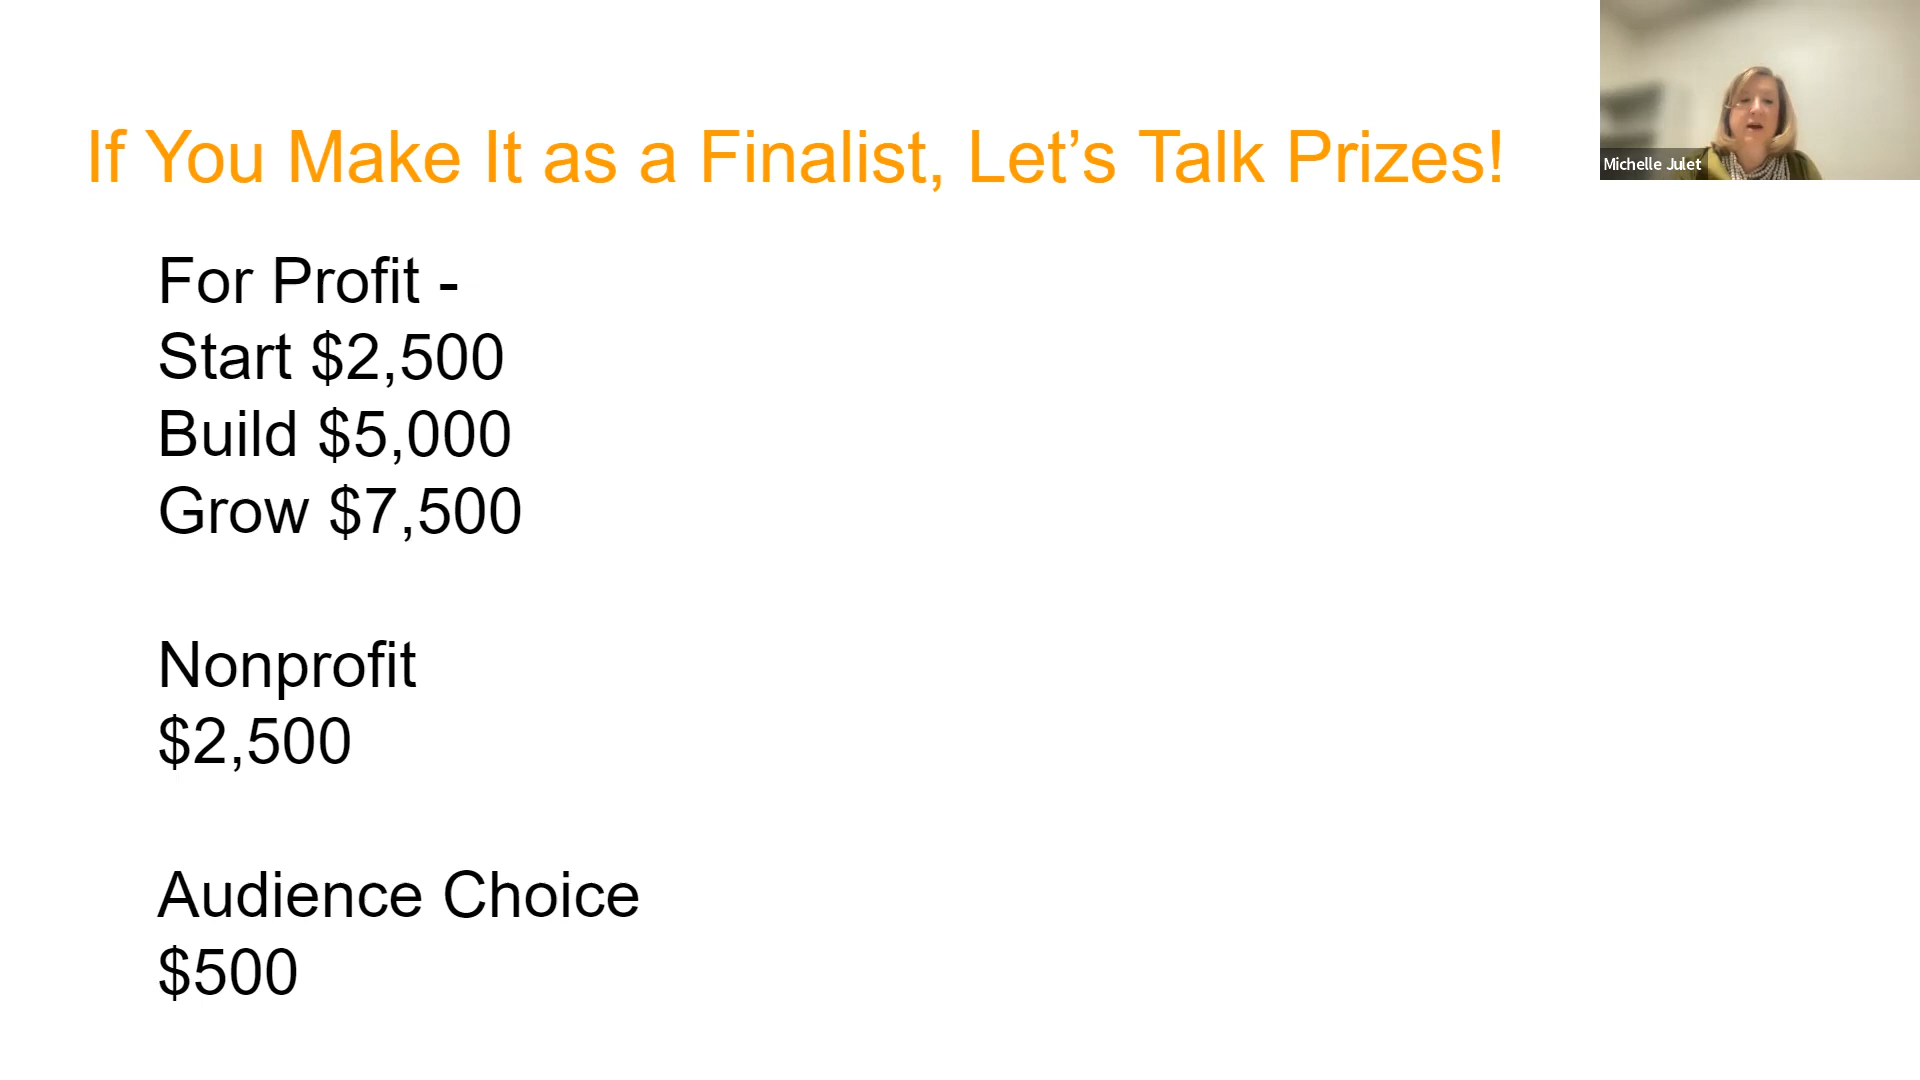 If You Make It as a Finalist, Let’s Talk Prizes!
Michelle Julet
For Profit -
Start $2,500
Build $5,000
Grow $7,500
Nonprofit
$2,500
Audience Choice
$500